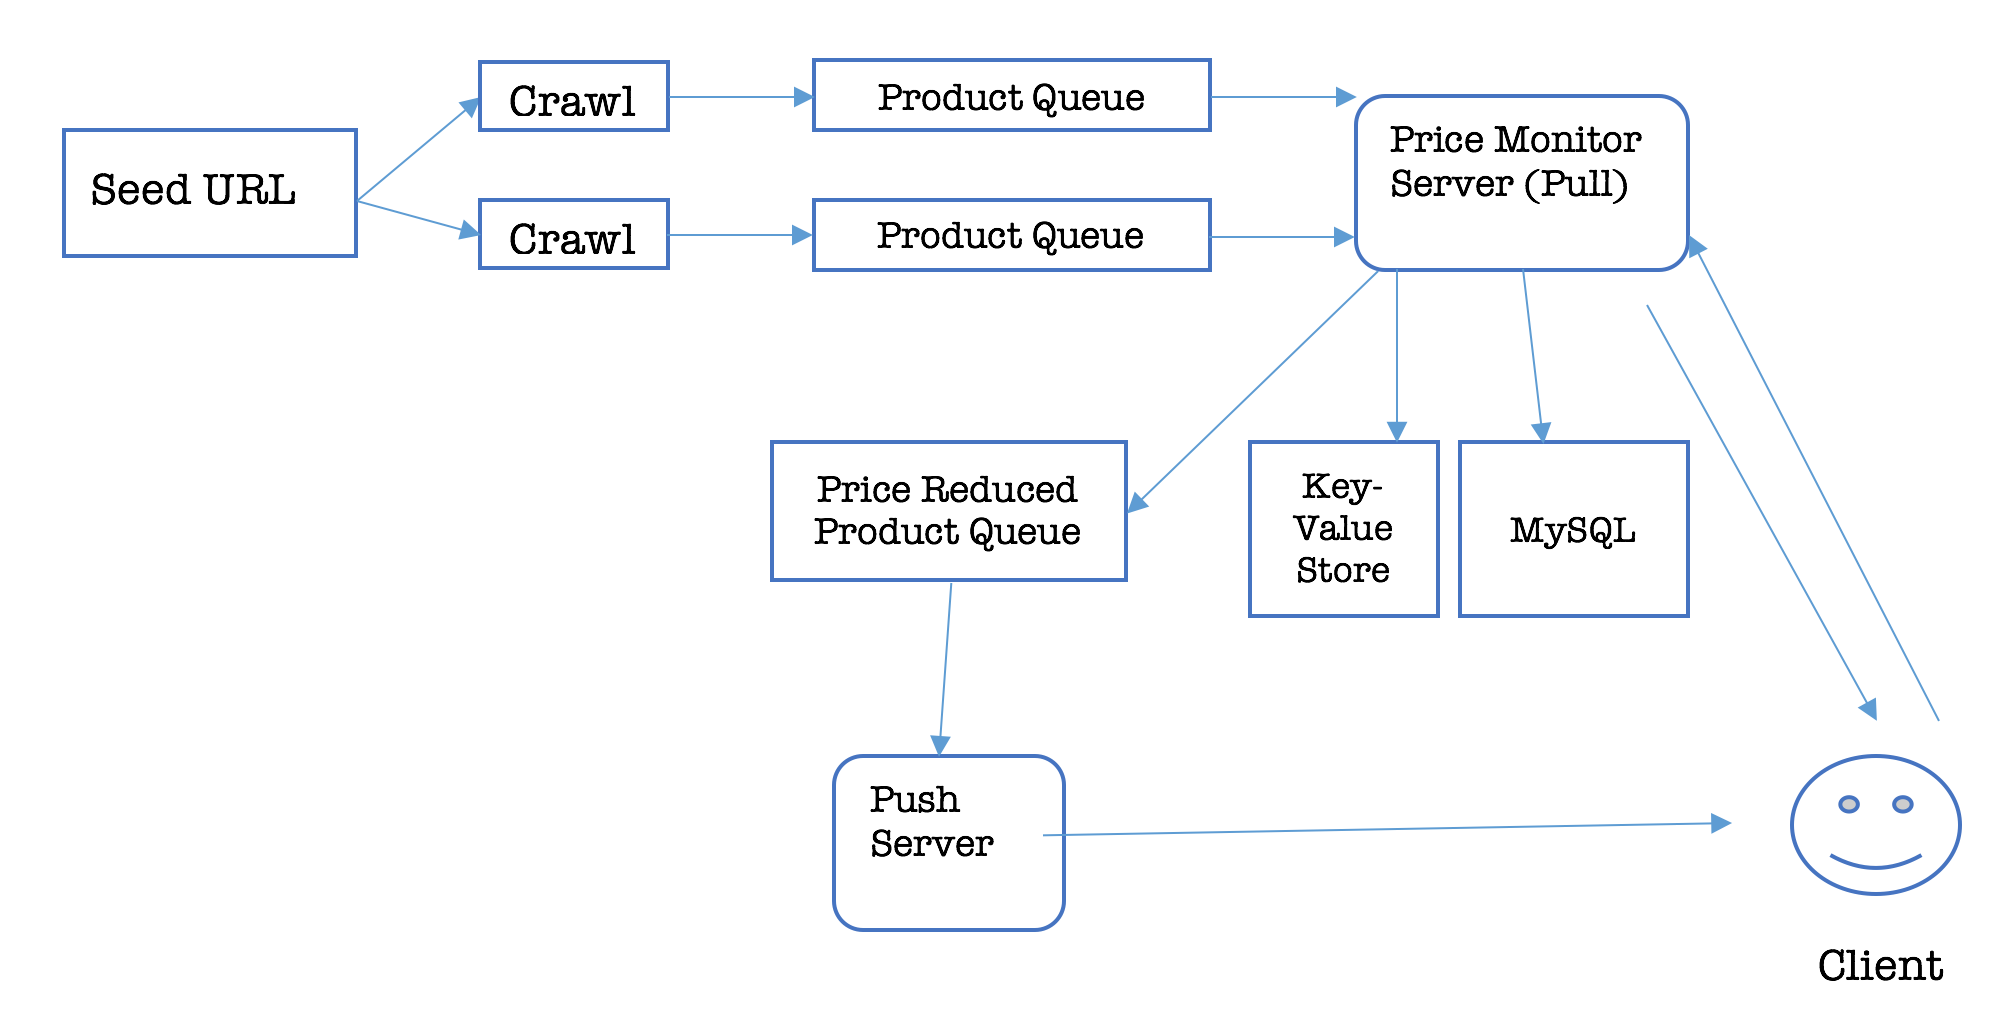 Seed URL
Crawl
Product Queue
Crawl
Product Queue
Price Monitor
Server (Pull)
Price Reduced
Product Queue
Key-
Value
Store
MySQL
Push
Server
Client